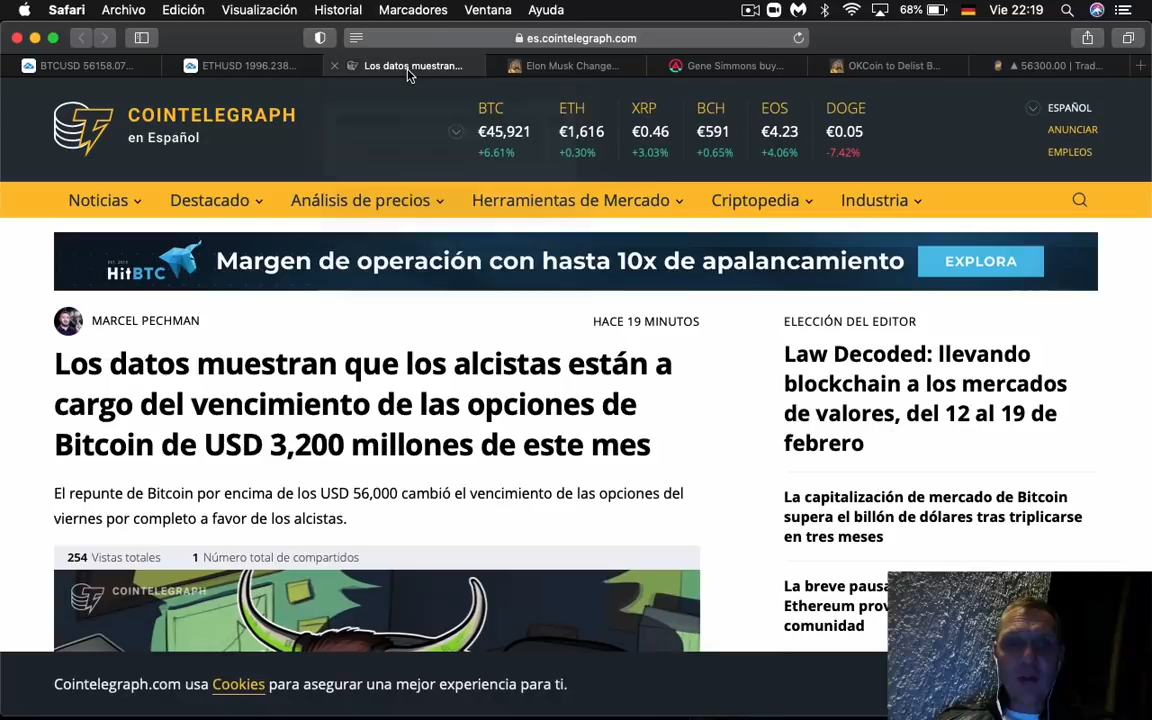 Safari Archivo Edición Visualización Historial Marcadores Ventana Ayuda 68% Vie 22:19
es.cointelegraph.com
BTCUSD 56158.07... ETHUSD 1996.238... Los datos muestran... Elon Musk Change... Gene Simmons buy... OKCoin to Delist B... ▲ 56300.00 | Trad...
COINTELEGRAPH
en Español
BTC ETH XRP BCH EOS DOGE
€45,921 €1,616 €0.46 €591 €4.23 €0.05
+6.61% +0.30% +3.03% +0.65% +4.06% -7.42%
ESPAÑOL
ANUNCIAR
EMPLEOS
Noticias Destacado Análisis de precios Herramientas de Mercado Criptopedia Industria
HitBTC Margen de operación con hasta 10x de apalancamiento EXPLORA
MARCEL PECHMAN HACE 19 MINUTOS
Los datos muestran que los alcistas están a
cargo del vencimiento de las opciones de
Bitcoin de USD 3,200 millones de este mes
El repunte de Bitcoin por encima de los USD 56,000 cambió el vencimiento de las opciones del
viernes por completo a favor de los alcistas.
254 Vistas totales 1 Número total de compartidos
COINTELEGRAPH
ELECCIÓN DEL EDITOR
Law Decoded: llevando
blockchain a los mercados
de valores, del 12 al 19 de
febrero
La capitalización de mercado de Bitcoin
supera el billón de dólares tras triplicarse
en tres meses
La breve pausa
Ethereum prov
comunidad
Cointelegraph.com usa Cookies para asegurar una mejor experiencia para ti.